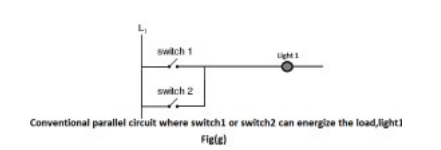 L1
switch 1
Light 1
switch 2
Conventional parallel circuit where switch1 or switch2 can energize the load,light1
Fig(g)